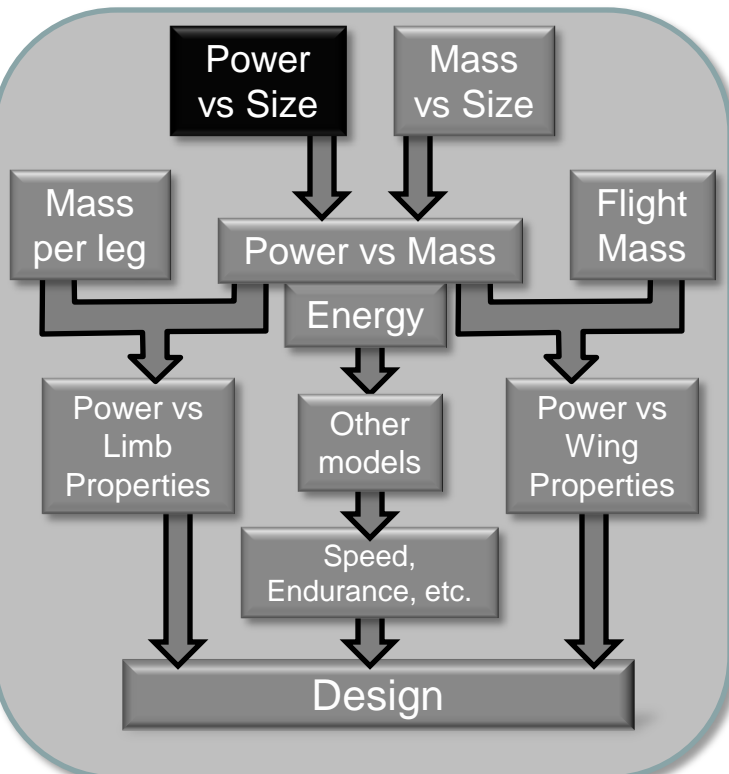 Power
vs Size
Mass
vs Size
Mass
per leg
Power vs Mass
Flight
Mass
Energy
Power vs
Limb
Properties
Other
models
Power vs
Wing
Properties
Speed,
Endurance, etc.
Design